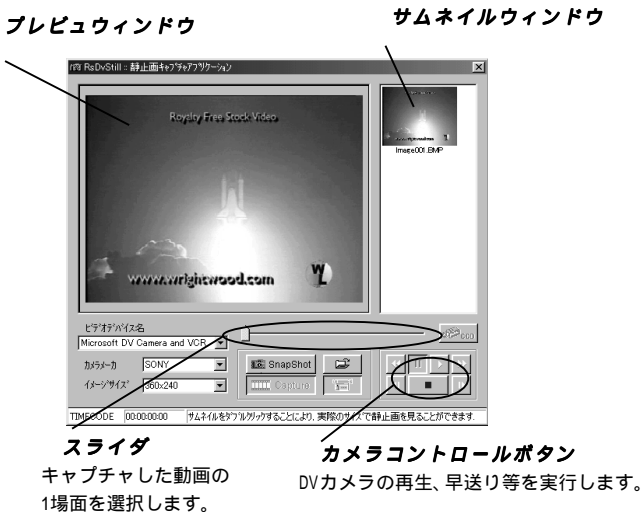 プレビュウィンドウ
サムネイルウィンドウ
RsDvStill :: 静止画キャプチャアプリケーション
Royalty Free Stock Video
www.wrightwood.com
WL
Image001.BMP
ビデオデバイス名
Microsoft DV Camera and VCR
カメラメーカ SONY
SnapShot
イメージサイズ 360x240
Capture
TIMECODE 00:00:00:00 サムネイルをダブルクリックすることにより、実際のサイズで静止画を見ることができます.
スライダ
キャプチャした動画の
1場面を選択します。
カメラコントロールボタン
DVカメラの再生、早送り等を実行します。